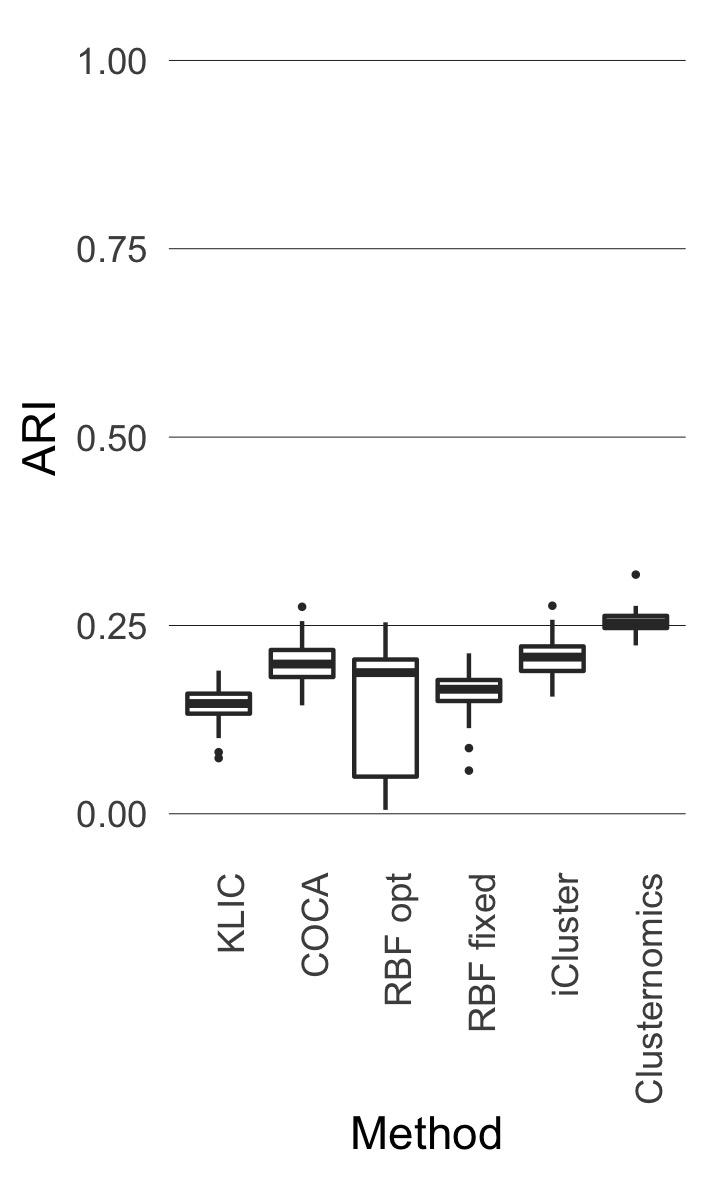 1.00
0.75
0.50
0.25
0.00
ARI
KLIC
COCA
RBF opt
RBF fixed
iCluster
Clusternomics
Method